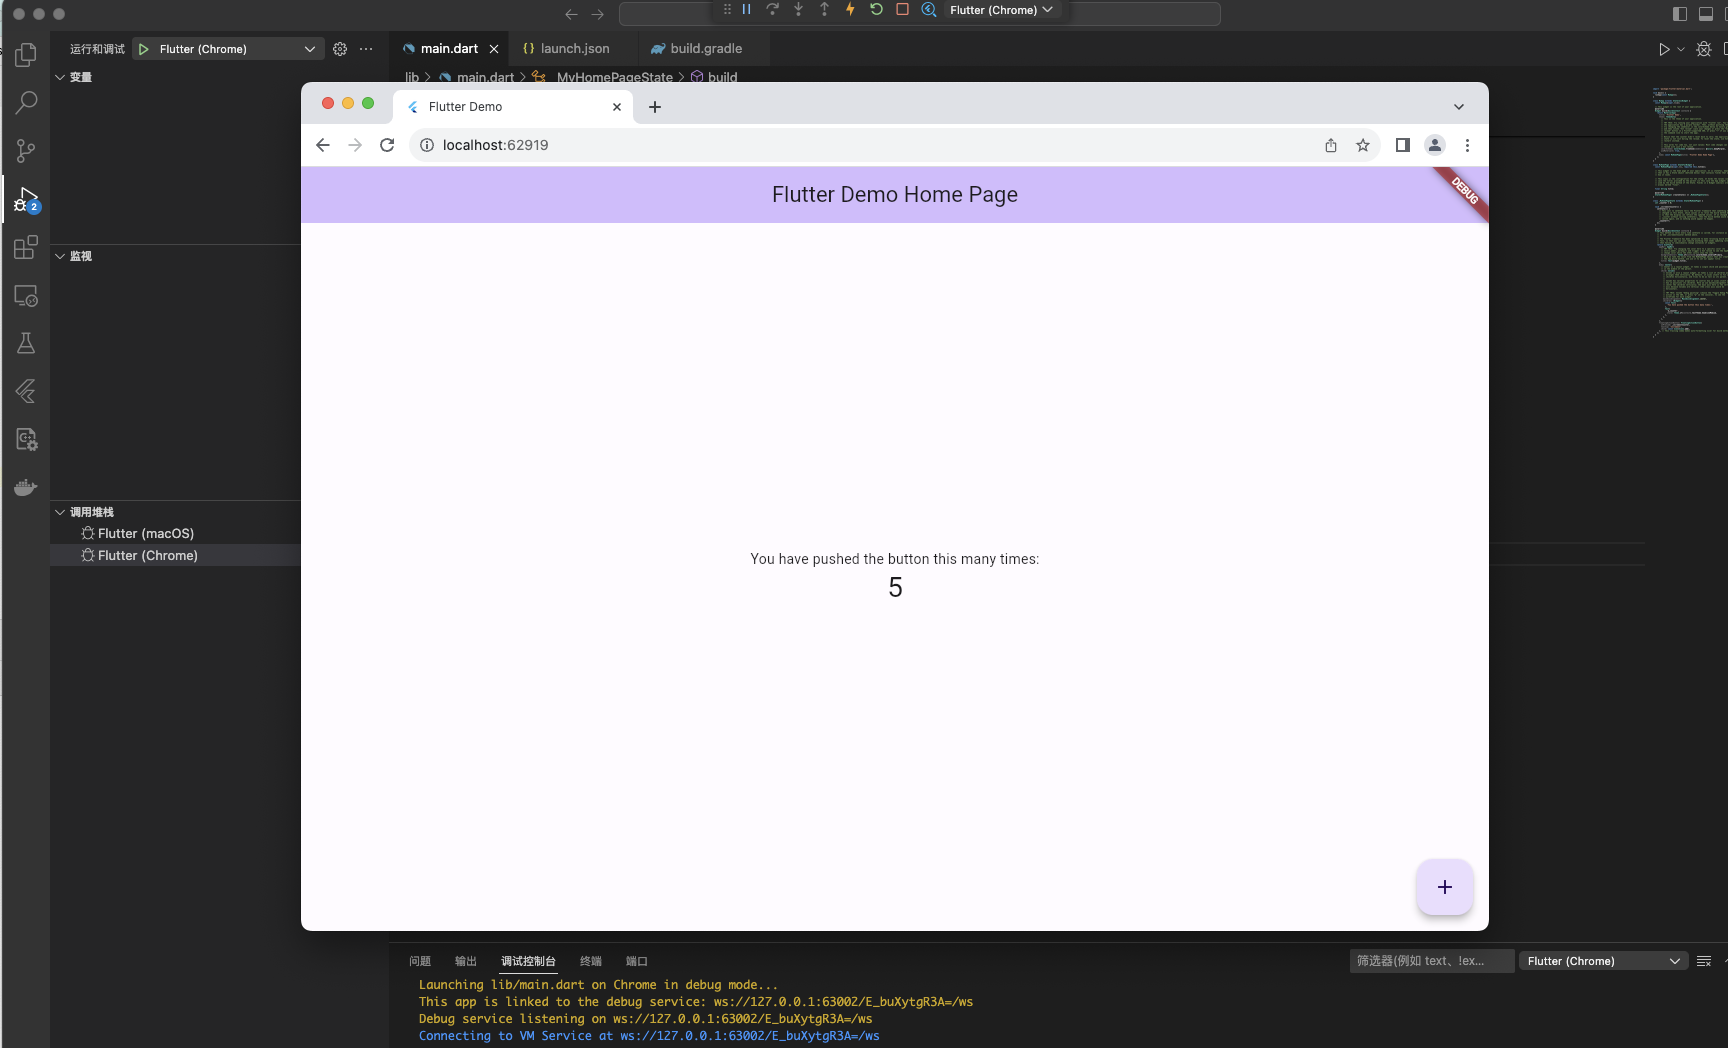 Flutter (Chrome)
运行和调试
Flutter (Chrome)
main.dart
launch.json
build.gradle
变量
lib
main.dart
_MyHomePageState
build
Flutter Demo
localhost:62919
2
Flutter Demo Home Page
DEBUG
监视
调用堆栈
Flutter (macOS)
Flutter (Chrome)
You have pushed the button this many times:
5
+
问题
输出
调试控制台
终端
端口
筛选器(例如 text、!ex...
Flutter (Chrome)
Launching lib/main.dart on Chrome in debug mode...
This app is linked to the debug service: ws://127.0.0.1:63002/E_buXytgR3A=/ws
Debug service listening on ws://127.0.0.1:63002/E_buXytgR3A=/ws
Connecting to VM Service at ws://127.0.0.1:63002/E_buXytgR3A=/ws